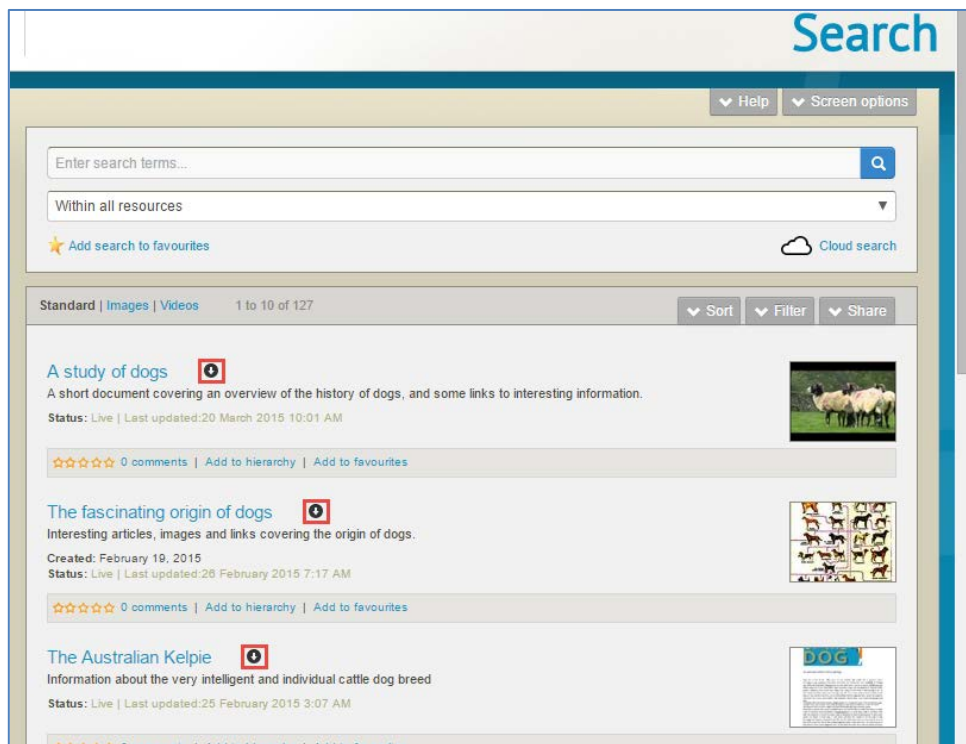 Search
Help
Screen options
Enter search terms...
Within all resources
Add search to favourites
Cloud search
Standard | Images | Videos 1 to 10 of 127
Sort
Filter
Share
A study of dogs
A short document covering an overview of the history of dogs, and some links to interesting information.
Status: Live | Last updated:20 March 2015 10:01 AM
0 comments | Add to hierarchy | Add to favourites
The fascinating origin of dogs
Interesting articles, images and links covering the origin of dogs.
Created: February 19, 2015
Status: Live | Last updated:26 February 2015 7:17 AM
0 comments | Add to hierarchy | Add to favourites
The Australian Kelpie
Information about the very intelligent and individual cattle dog breed
Status: Live | Last updated:25 February 2015 3:07 AM
DOG